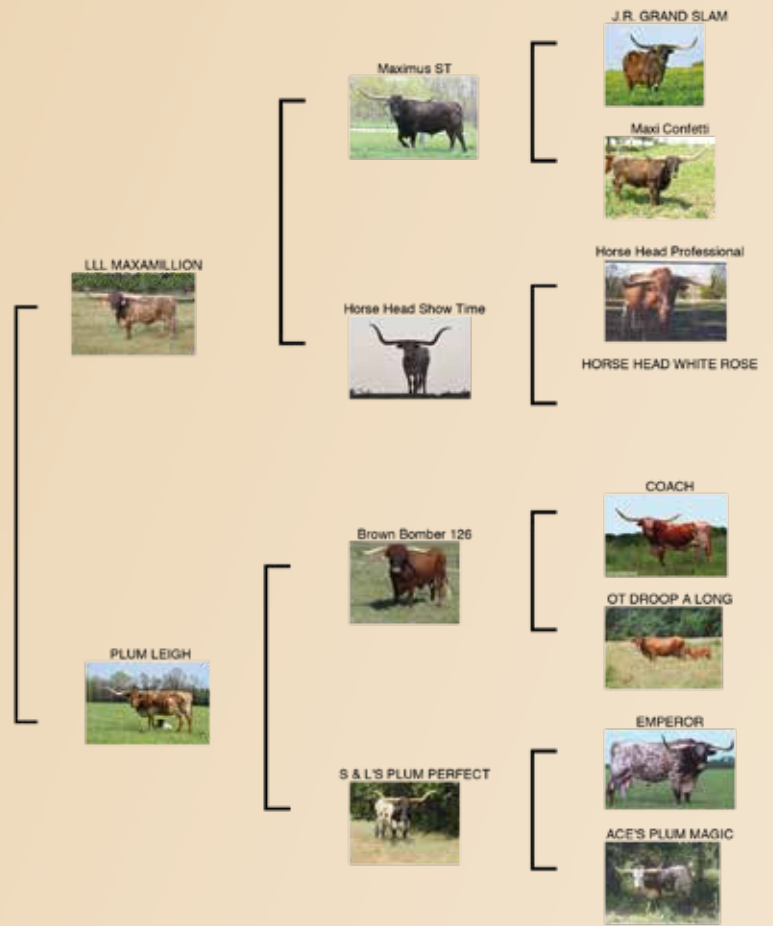 J.R. GRAND SLAM
Maximus ST
Maxi Confetti
LLL MAXAMILLION
Horse Head Professional
Horse Head Show Time
HORSE HEAD WHITE ROSE
COACH
Brown Bomber 126
OT DROOP A LONG
PLUM LEIGH
EMPEROR
S & L'S PLUM PERFECT
ACE'S PLUM MAGIC